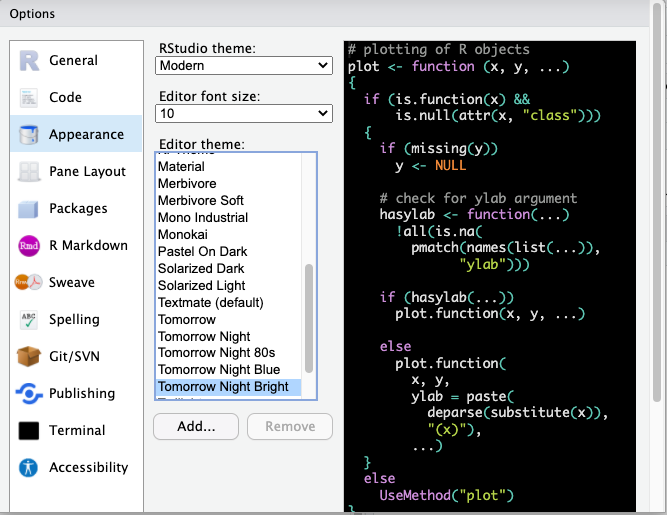 Options
General
Code
Appearance
Pane Layout
Packages
Rmd
R Markdown
Sweave
ABC
Spelling
Git/SVN
Publishing
Terminal
Accessibility
RStudio theme:
Modern
Editor font size:
10
Editor theme:
Material
Merbivore
Merbivore Soft
Mono Industrial
Monokai
Pastel On Dark
Solarized Dark
Solarized Light
Textmate (default)
Tomorrow
Tomorrow Night
Tomorrow Night 80s
Tomorrow Night Blue
Tomorrow Night Bright
Add...
Remove
# plotting of R objects
plot <- function (x, y, ...)
{
  if (is.function(x) &&
      is.null(attr(x, "class")))
  {
    if (missing(y))
      y <- NULL

    # check for ylab argument
    hasylab <- function(...)
      !all(is.na(
        pmatch(names(list(...)),
              "ylab")))

    if (hasylab(...))
      plot.function(x, y, ...)

    else
      plot.function(
        x, y,
        ylab = paste(
          deparse(substitute(x)),
          "(x)"),
        ...)
  }
  else
    UseMethod("plot")
}